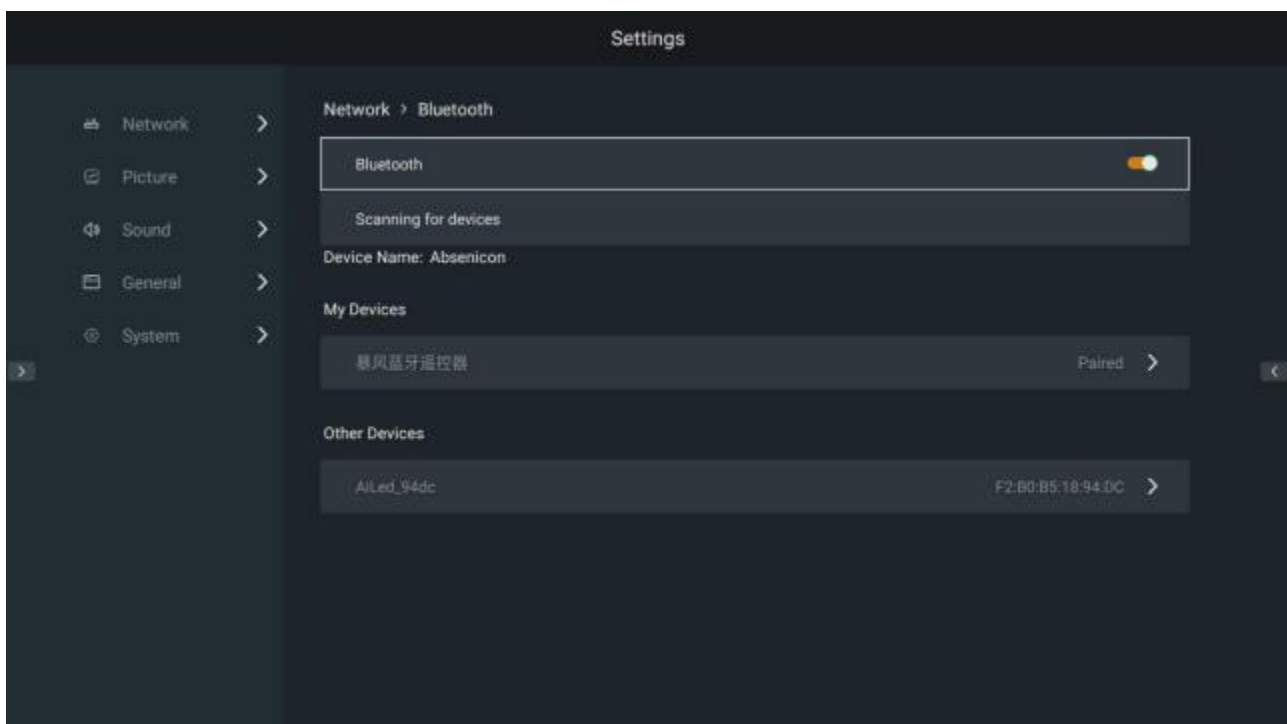 Settings
Network
Picture
Sound
General
System
Network > Bluetooth
Bluetooth
Scanning for devices
Device Name: Absenicon
My Devices
暴风蓝牙遥控器 Paired
Other Devices
AiLed_94dc F2:B0:B5:18:94:DC